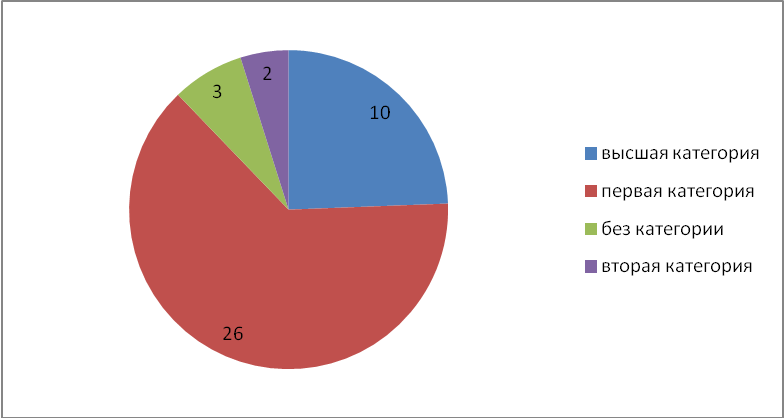 2
3
10
высшая категория
первая категория
без категории
вторая категория
26